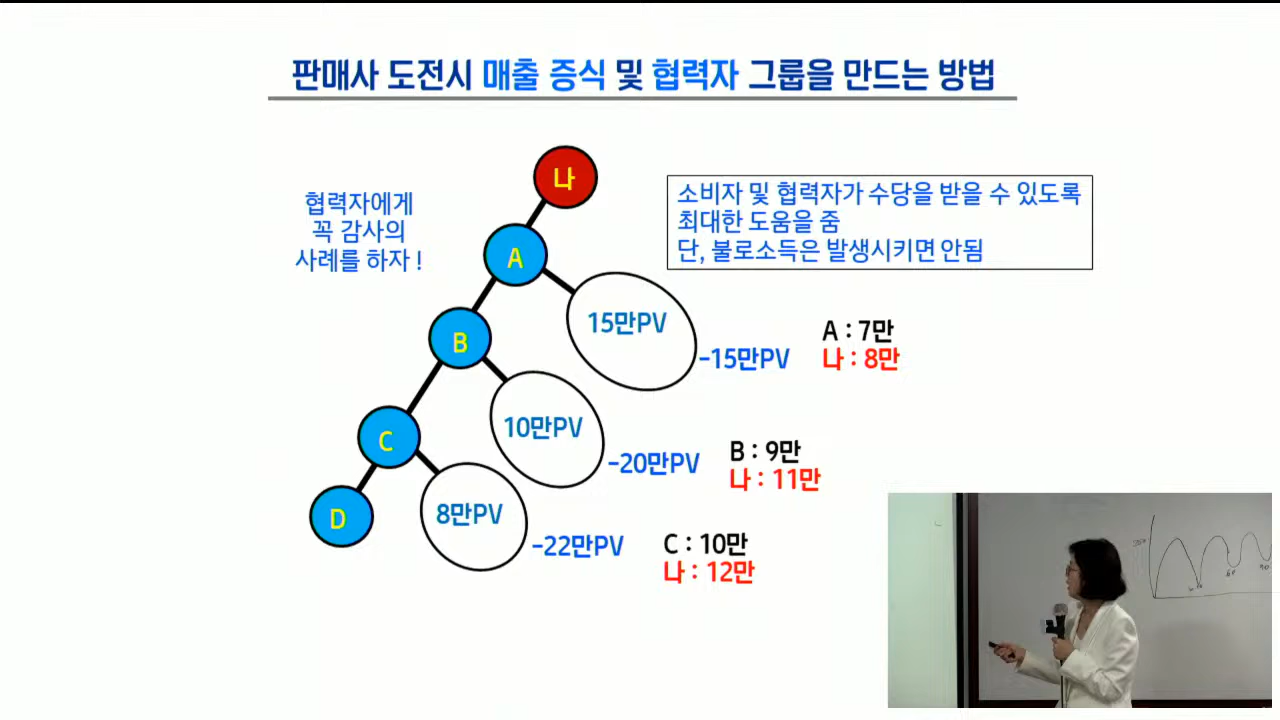 판매사 도전시 매출 증식 및 협력자 그룹을 만드는 방법
협력자에게
꼭 감사의
사례를 하자 !
소비자 및 협력자가 수당을 받을 수 있도록
최대한 도움을 줌
단, 불로소득은 발생시키면 안됨
나
A
B
C
D
15만PV
-15만PV
A : 7만
나 : 8만
10만PV
-20만PV
B : 9만
나 : 11만
8만PV
-22만PV
C : 10만
나 : 12만